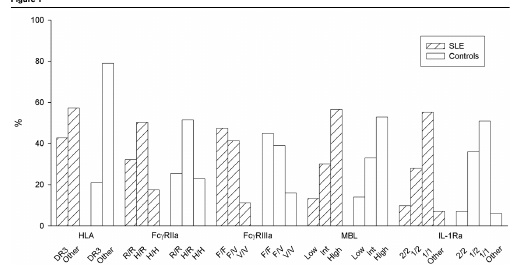 Figure 1
100
80
60
40
20
0
%
SLE
Controls
DR3 Other DR3 Other R/R H/R H/H R/R H/R H/H F/F F/V V/V F/F F/V V/V Low Int High Low Int High 2/2 1/2 1/1 Other 2/2 1/2 1/1 Other
HLA FcγRIIa FcγRIIIa MBL IL-1Ra